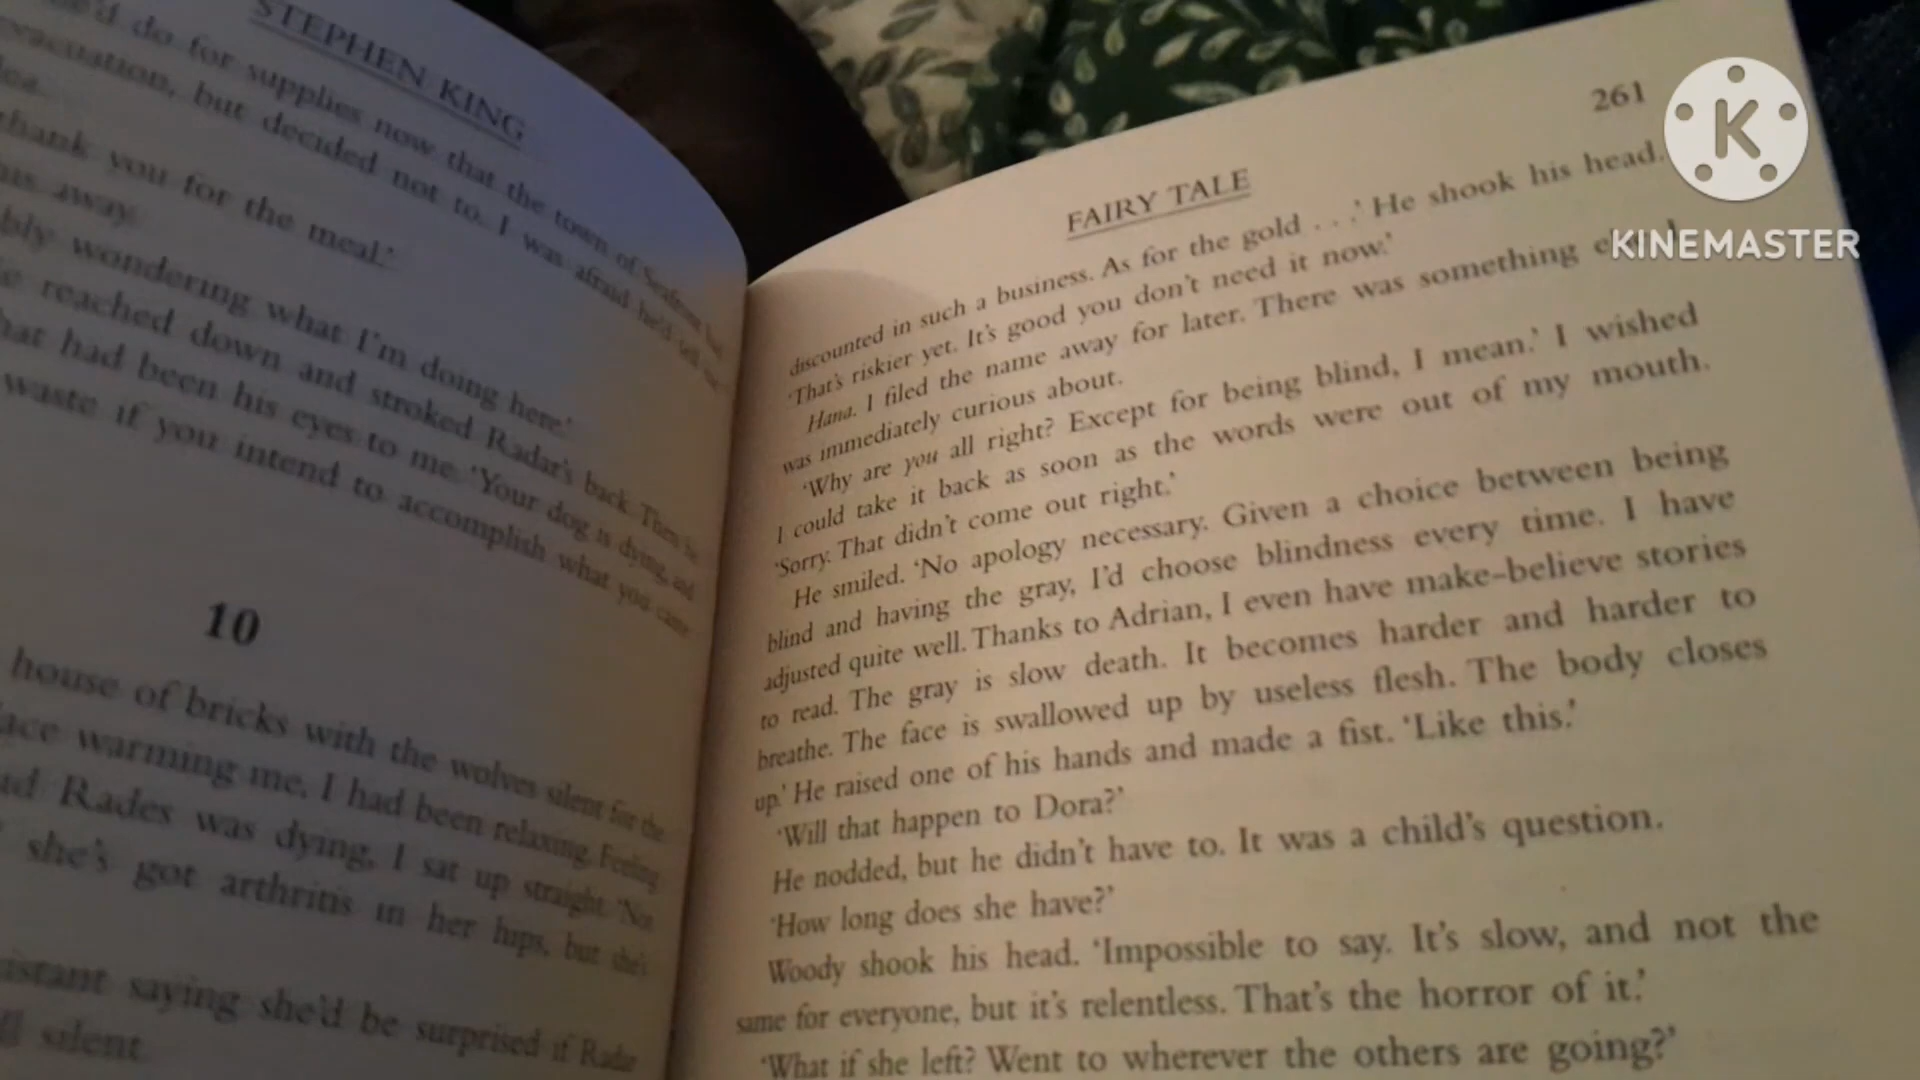 STEPHEN KING
do for supplies now that the town of Seafront had
evacuation, but decided not to. I was afraid he'd tell me
thank you for the meal.'
away.
wondering what I'm doing here.'
reached down and stroked Radar's back. Then he
that had been his eyes to me. 'Your dog is dying, and
waste if you intend to accomplish what you came
10
house of bricks with the wolves silent for the
warming me, I had been relaxing. Feeling
Rades was dying, I sat up straight. 'Not
she's got arthritis in her hips, but she's
saying she'd be surprised if Radar
silent.
261
FAIRY TALE
discounted in such a business. As for the gold . . .' He shook his head.
'That's riskier yet. It's good you don't need it now.'
Hana. I filed the name away for later. There was something
was immediately curious about.
'Why are you all right? Except for being blind, I mean.' I wished
I could take it back as soon as the words were out of my mouth.
'Sorry. That didn't come out right.'
He smiled. 'No apology necessary. Given a choice between being
blind and having the gray, I'd choose blindness every time. I have
adjusted quite well. Thanks to Adrian, I even have make-believe stories
to read. The gray is slow death. It becomes harder and harder to
breathe. The face is swallowed up by useless flesh. The body closes
up.' He raised one of his hands and made a fist. 'Like this.'
'Will that happen to Dora?'
He nodded, but he didn't have to. It was a child's question.
'How long does she have?'
Woody shook his head. 'Impossible to say. It's slow, and not the
same for everyone, but it's relentless. That's the horror of it.'
'What if she left? Went to wherever the others are going?'
K
KINEMASTER